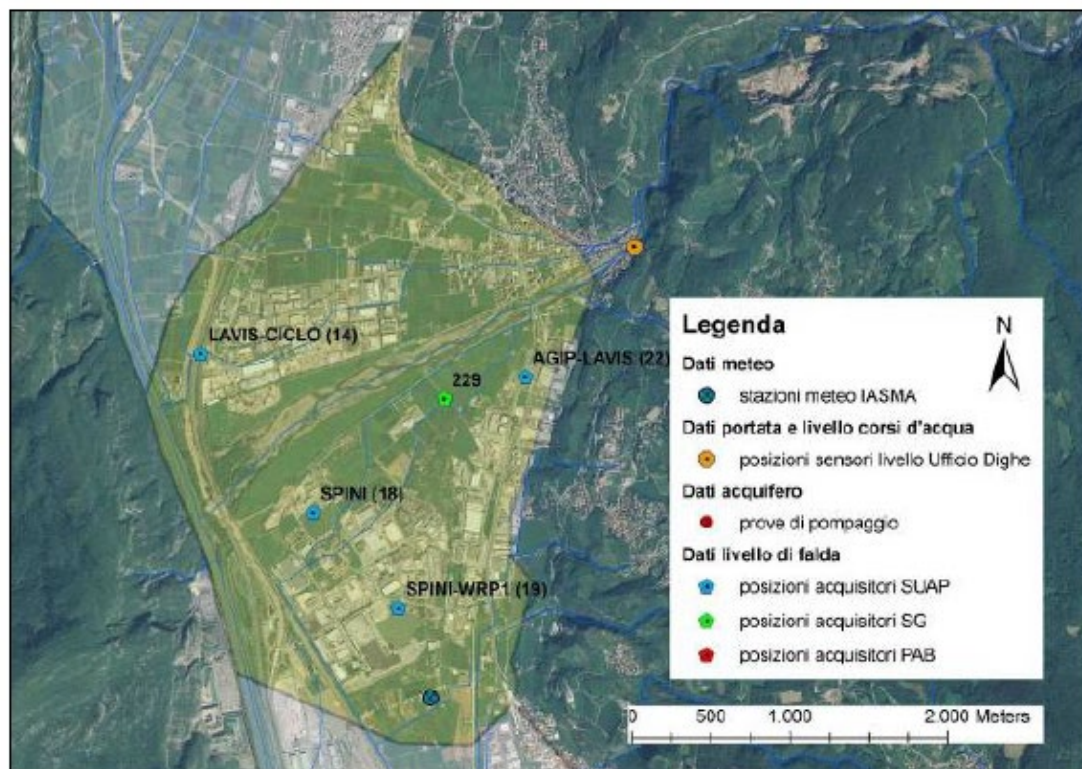 LAVIS-CICLO (14)
AGIP-LAVIS (22)
229
SPINI (18)
SPINI-WRP1 (19)
Legenda
N
Dati meteo
stazioni meteo IASMA
Dati portata e livello corsi d'acqua
posizioni sensori livello Ufficio Dighe
Dati acquifero
prove di pompaggio
Dati livello di falda
posizioni acquisitori SUAP
posizioni acquisitori SG
posizioni acquisitori PAB
0 500 1.000 2.000 Meters